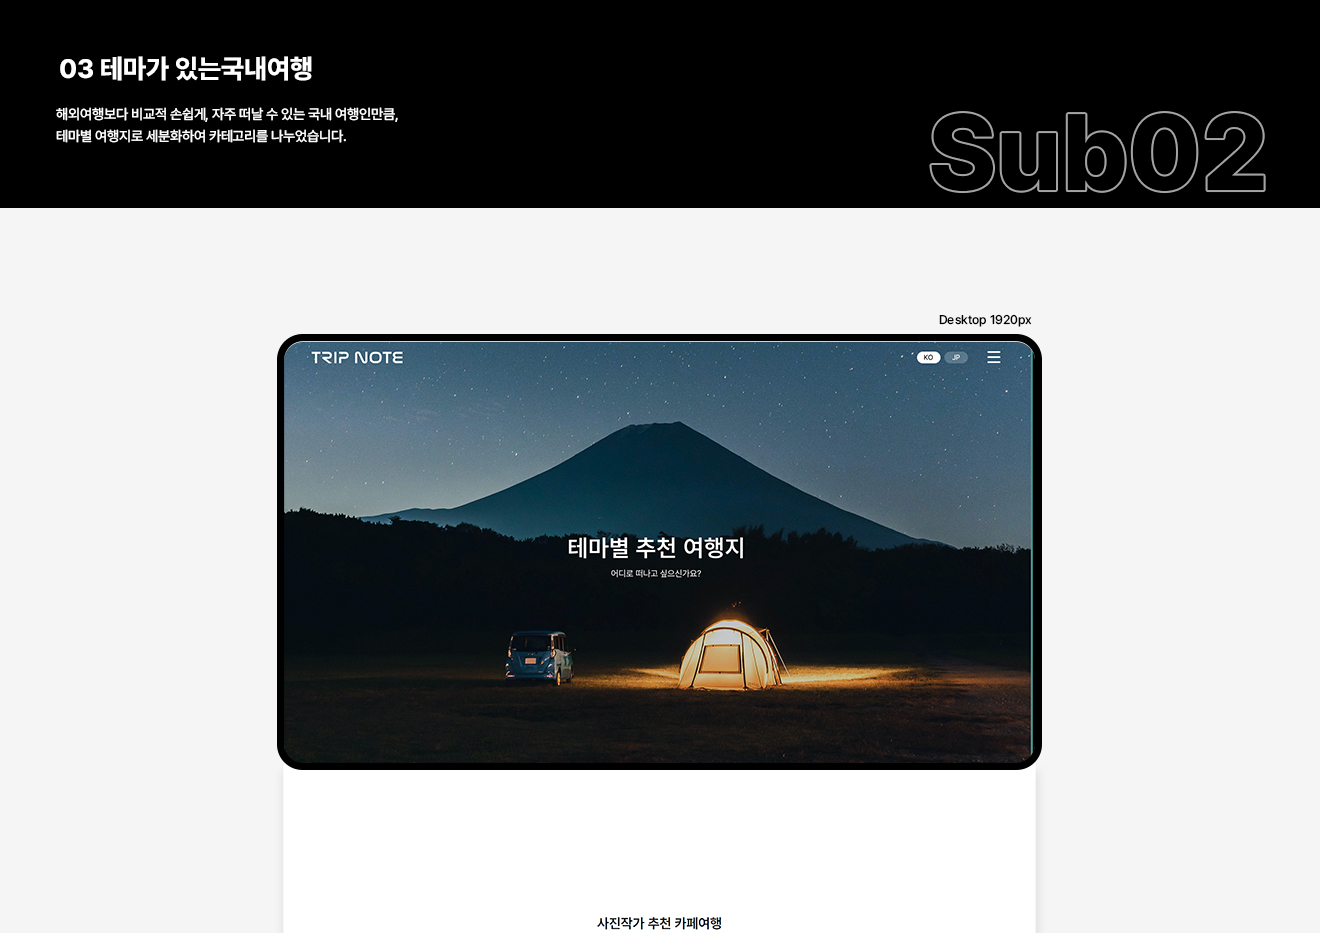 03 테마가 있는국내여행
해외여행보다 비교적 손쉽게, 자주 떠날 수 있는 국내 여행인만큼,
테마별 여행지로 세분화하여 카테고리를 나누었습니다.
Sub02
Desktop 1920px
TRIP NOTE
KO JP
테마별 추천 여행지
어디로 떠나고 싶으신가요?
사진작가 추천 카페여행